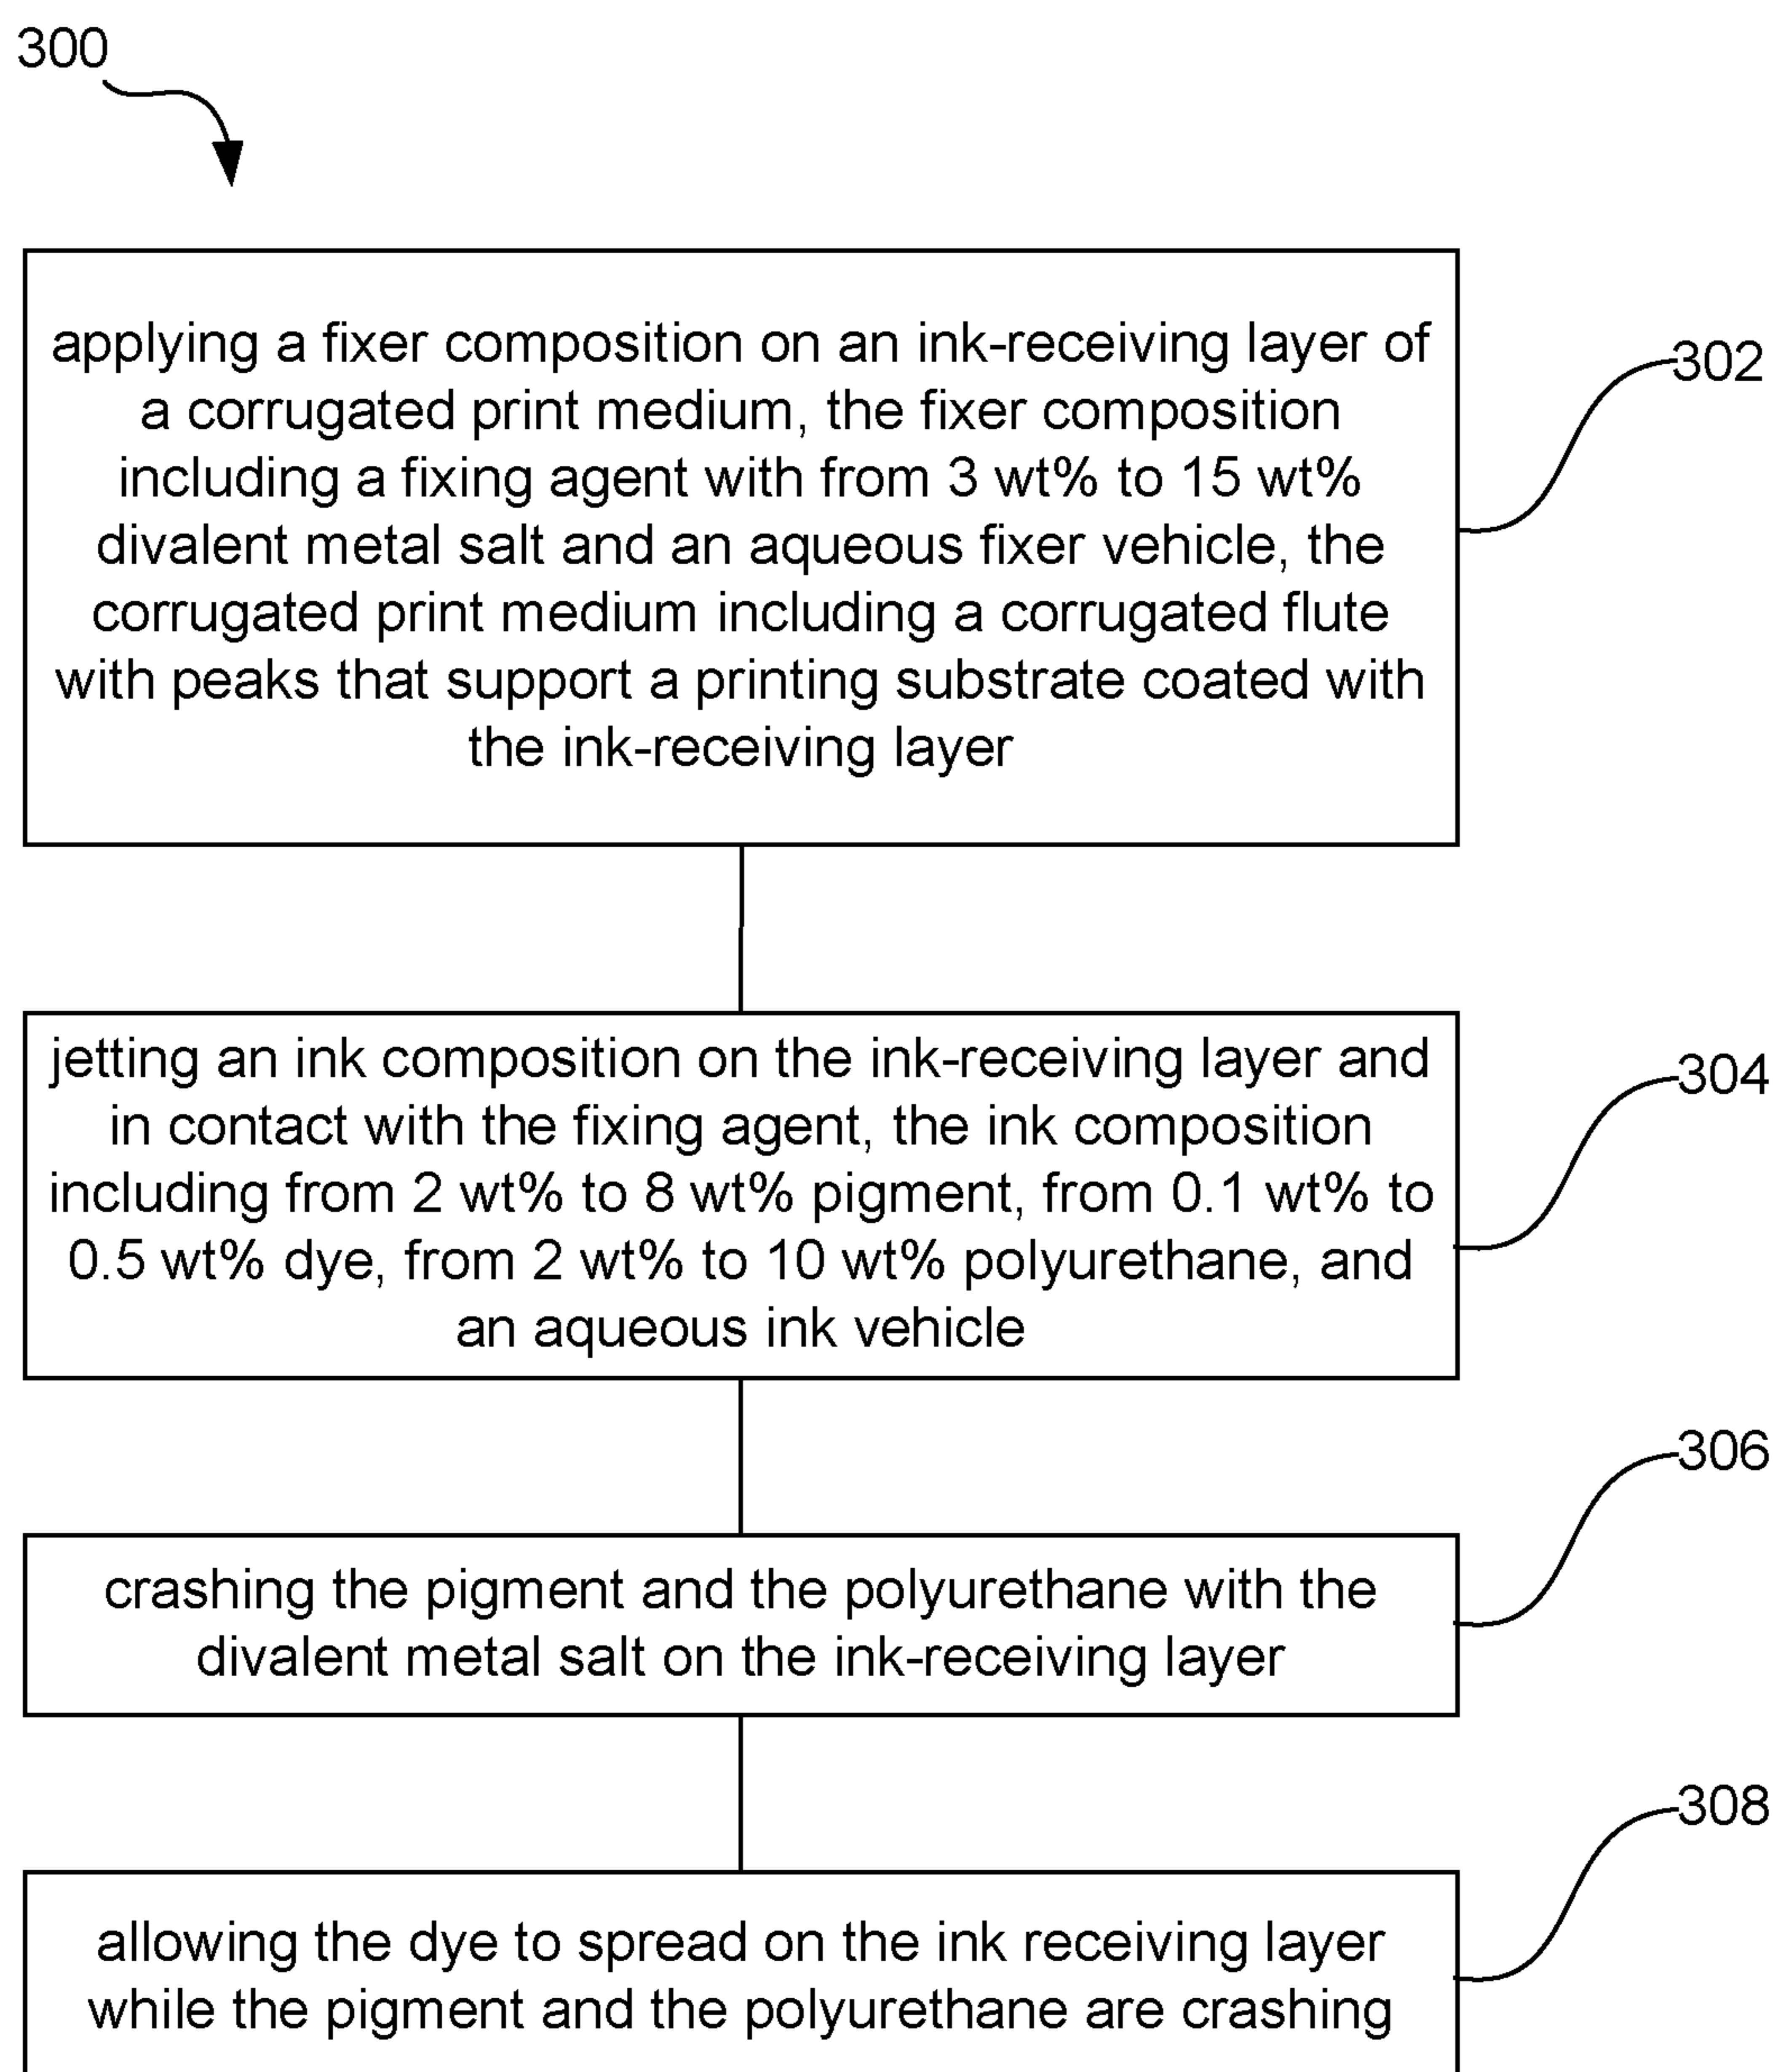 300
applying a fixer composition on an ink-receiving layer of
a corrugated print medium, the fixer composition
including a fixing agent with from 3 wt% to 15 wt%
divalent metal salt and an aqueous fixer vehicle, the
corrugated print medium including a corrugated flute
with peaks that support a printing substrate coated with
the ink-receiving layer
302
jetting an ink composition on the ink-receiving layer and
in contact with the fixing agent, the ink composition
including from 2 wt% to 8 wt% pigment, from 0.1 wt% to
0.5 wt% dye, from 2 wt% to 10 wt% polyurethane, and
an aqueous ink vehicle
304
crashing the pigment and the polyurethane with the
divalent metal salt on the ink-receiving layer
306
allowing the dye to spread on the ink receiving layer
while the pigment and the polyurethane are crashing
308